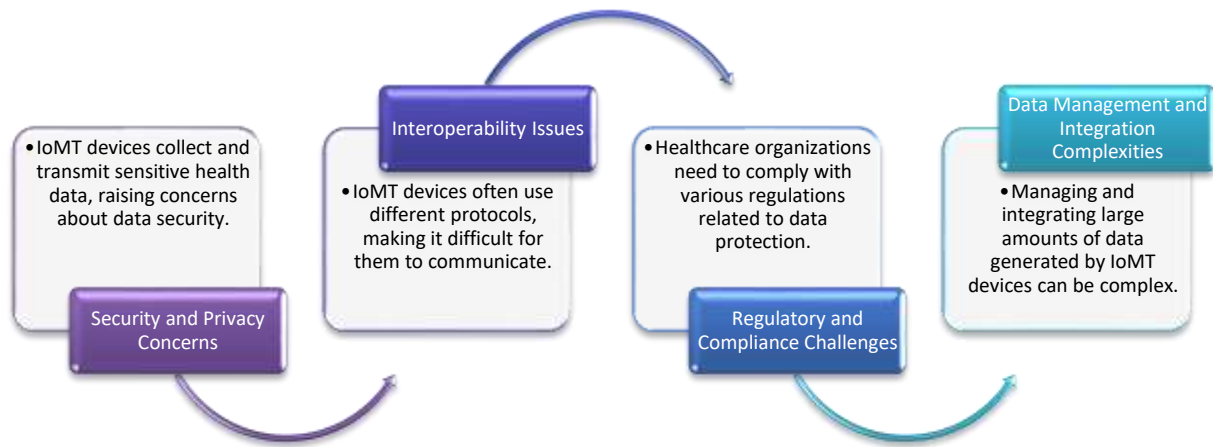 •IoMT devices collect and
transmit sensitive health
data, raising concerns
about data security.
Security and Privacy
Concerns
Interoperability Issues
•IoMT devices often use
different protocols,
making it difficult for
them to communicate.
•Healthcare organizations
need to comply with
various regulations
related to data
protection.
Regulatory and
Compliance Challenges
Data Management and
Integration
Complexities
•Managing and
integrating large
amounts of data
generated by IoMT
devices can be complex.